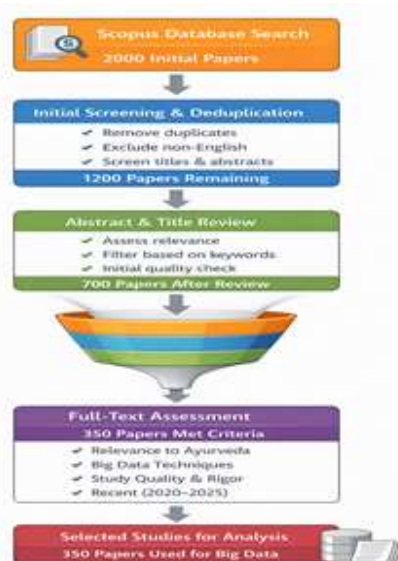 Scopus Database Search
2000 Initial Papers
Initial Screening & Deduplication
✓ Remove duplicates
✓ Exclude non-English
✓ Screen titles & abstracts
1200 Papers Remaining
Abstract & Title Review
✓ Assess relevance
✓ Filter based on keywords
✓ Initial quality check
700 Papers After Review
Full-Text Assessment
350 Papers Met Criteria
✓ Relevance to Ayurveda
✓ Big Data Techniques
✓ Study Quality & Rigor
✓ Recent (2020–2025)
Selected Studies for Analysis
350 Papers Used for Big Data